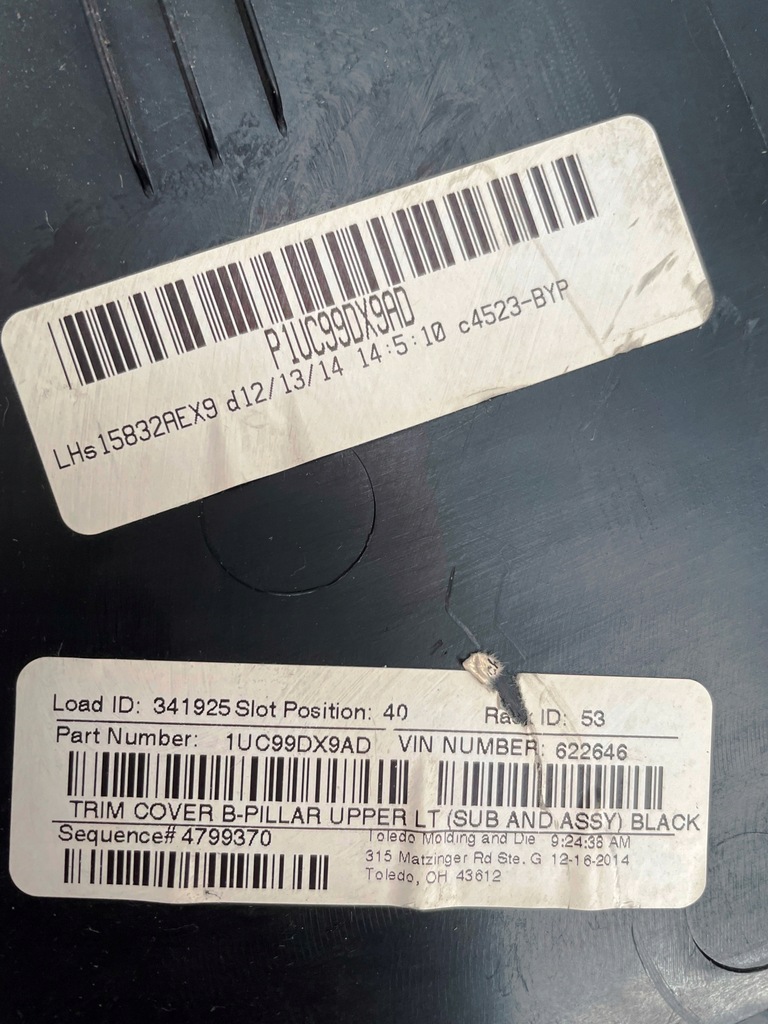 P1UC99DX9AD
LHs15832AEX9 d12/13/14 14:5:10 c4523-BYP
Load ID: 341925 Slot Position: 40 Rack ID: 53
Part Number: 1UC99DX9AD VIN NUMBER: 622646
TRIM COVER B-PILLAR UPPER LT (SUB AND ASSY) BLACK
Sequence# 4799370
Toledo Molding and Die 9:24:38 AM
315 Matzinger Rd Ste. G 12-16-2014
Toledo, OH 43612